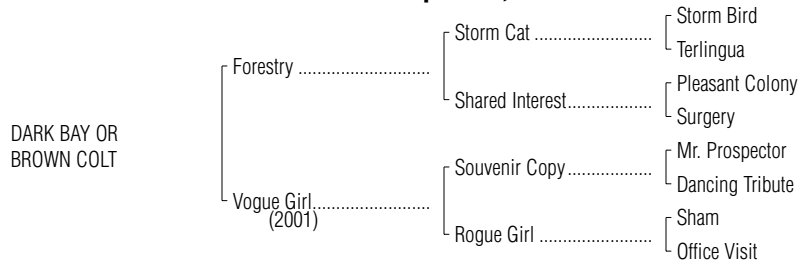 Storm Bird
Storm Cat ........................
Terlingua
Forestry ...........................
Pleasant Colony
Shared Interest.................
Surgery
DARK BAY OR
BROWN COLT
Mr. Prospector
Souvenir Copy.................
Dancing Tribute
Vogue Girl........................
(2001)
Sham
Rogue Girl .......................
Office Visit